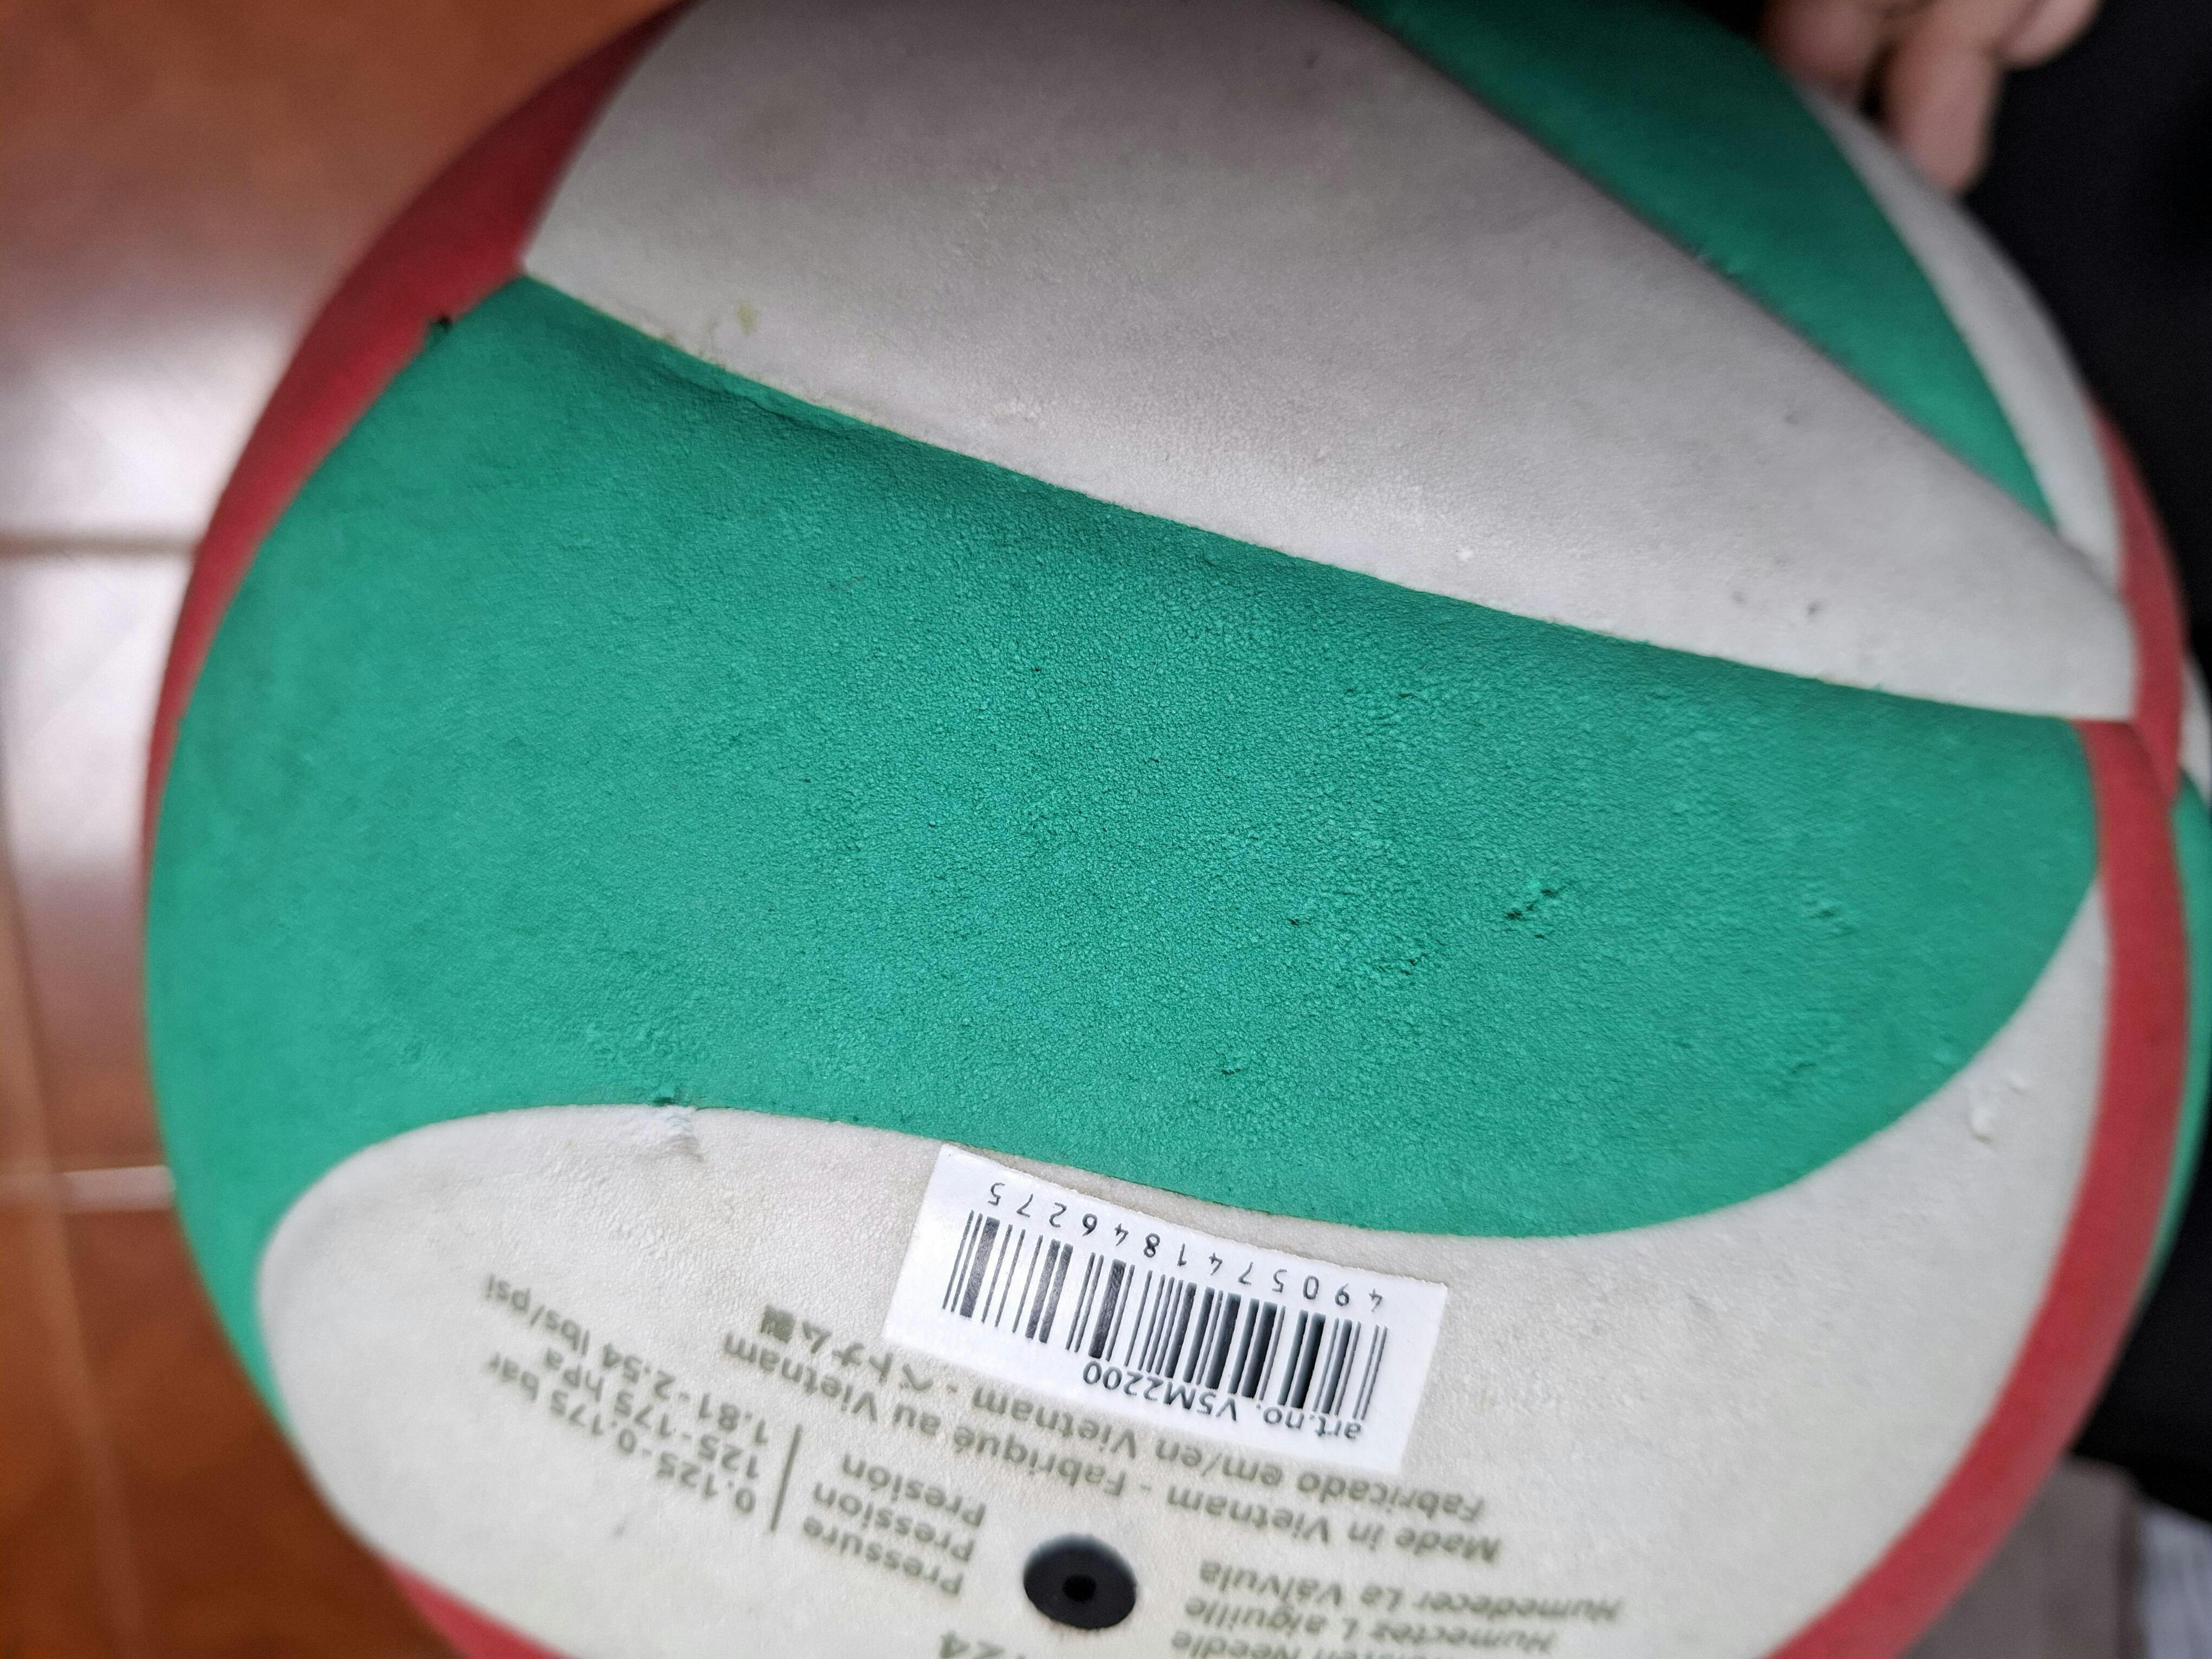 Needle
Humectez L aiguille
Humedecer La Válvula
Pressure
Pression
Presión
0.125 - 0.175 bar
125 - 175 hPa
1.81 - 2.54 lbs/psi
Made in Vietnam - Fabriqué au Vietnam
Fabricado em/en Vietnam - ベトナム製
art.no. V5M2200
4905741846275